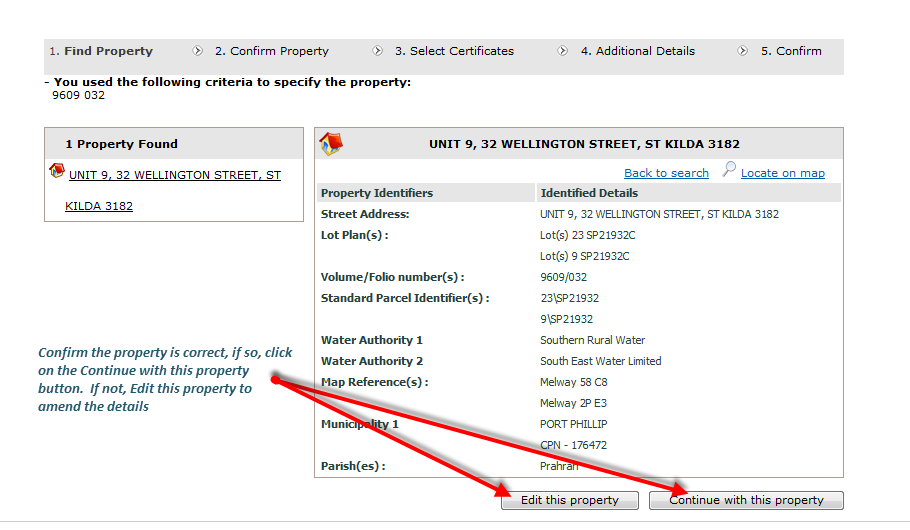 1. Find Property 2. Confirm Property 3. Select Certificates 4. Additional Details 5. Confirm
- You used the following criteria to specify the property:
9609 032
1 Property Found
UNIT 9, 32 WELLINGTON STREET, ST
KILDA 3182
UNIT 9, 32 WELLINGTON STREET, ST KILDA 3182
Back to search Locate on map
Property Identifiers Identified Details
Street Address: UNIT 9, 32 WELLINGTON STREET, ST KILDA 3182
Lot Plan(s) : Lot(s) 23 SP21932C
Lot(s) 9 SP21932C
Volume/Folio number(s) : 9609/032
Standard Parcel Identifier(s) : 23\SP21932
9\SP21932
Water Authority 1 Southern Rural Water
Water Authority 2 South East Water Limited
Map Reference(s) : Melway 58 C8
Melway 2P E3
Municipality 1 PORT PHILLIP
CPN - 176472
Parish(es) : Prahran
Confirm the property is correct, if so, click
on the Continue with this property
button. If not, Edit this property to
amend the details
Edit this property Continue with this property